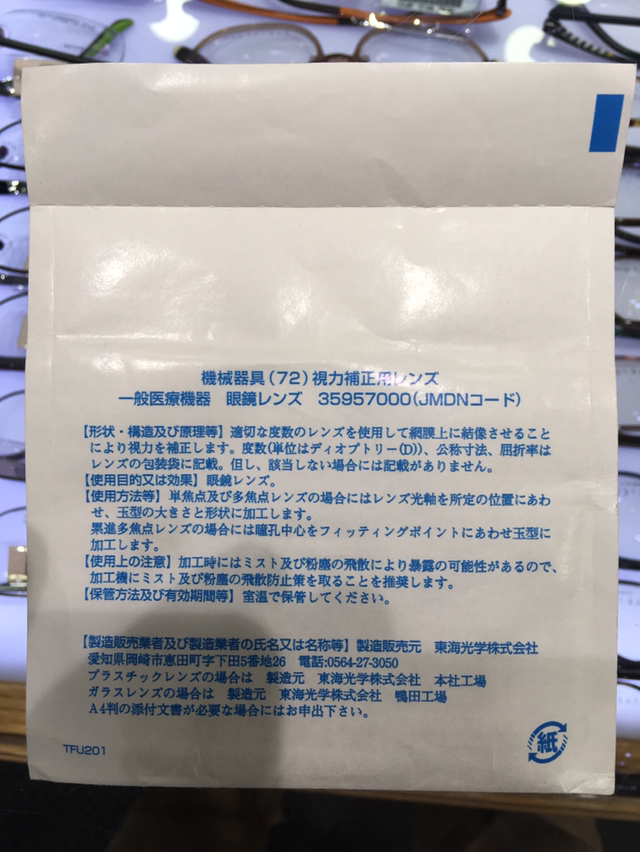 機械器具(72)視力補正用レンズ
一般医療機器 眼鏡レンズ 35957000(JMDNコード)
【形状・構造及び原理等】適切な度数のレンズを使用して網膜上に結像させること
により視力を補正します。度数(単位はディオプトリー(D))、公称寸法、屈折率は
レンズの包装袋に記載。但し、該当しない場合には記載がありません。
【使用目的又は効果】眼鏡レンズ。
【使用方法等】単焦点及び多焦点レンズの場合にはレンズ光軸を所定の位置にあわ
せ、玉型の大きさと形状に加工します。
累進多焦点レンズの場合には瞳孔中心をフィッティングポイントにあわせ玉型に
加工します。
【使用上の注意】加工時にはミスト及び粉塵の飛散により暴露の可能性があるので、
加工機にミスト及び粉塵の飛散防止策を取ることを推奨します。
【保管方法及び有効期間等】室温で保管してください。
【製造販売業者及び製造業者の氏名又は名称等】製造販売元 東海光学株式会社
愛知県岡崎市恵田町字下田5番地26 電話:0564-27-3050
プラスチックレンズの場合は 製造元 東海光学株式会社 本社工場
ガラスレンズの場合は 製造元 東海光学株式会社 鴨田工場
A4判の添付文書が必要な場合にはお申出下さい。
紙
TFU201